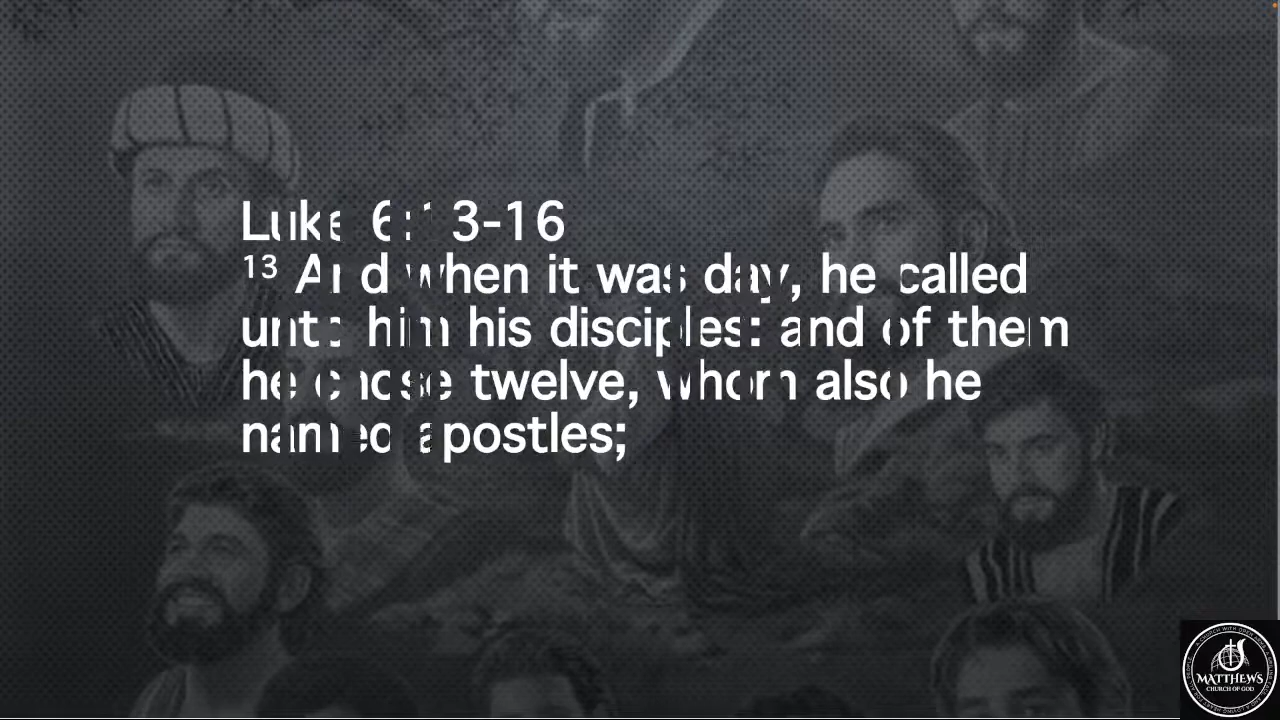 Luke 6:13-16
13 And when it was day, he called
unto him his disciples: and of them
he chose twelve, whom also he
named apostles;
MATTHEWS
CHURCH OF GOD